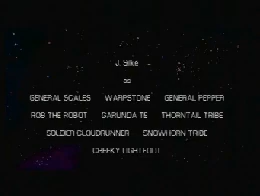 J. Silke
as
GENERAL SCALES WARPSTONE GENERAL PEPPER
ROB THE ROBOT GARUNDA TE THORNTAIL TRIBE
SOLDIER CLOUDRUNNER SNOWHORN TRIBE
CHEEKY LIGHTFOOT